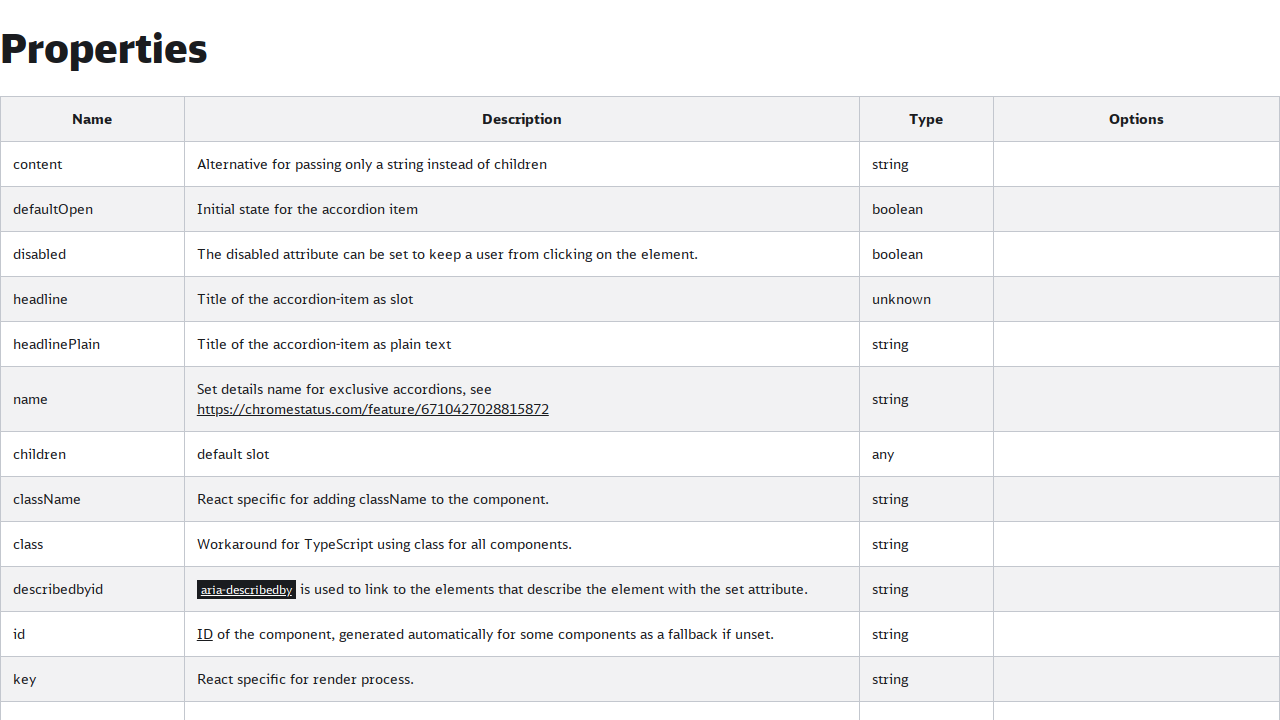 Properties
Name Description Type Options
content Alternative for passing only a string instead of children string
defaultOpen Initial state for the accordion item boolean
disabled The disabled attribute can be set to keep a user from clicking on the element. boolean
headline Title of the accordion-item as slot unknown
headlinePlain Title of the accordion-item as plain text string
name Set details name for exclusive accordions, see
https://chromestatus.com/feature/6710427028815872 string
children default slot any
className React specific for adding className to the component. string
class Workaround for TypeScript using class for all components. string
describedbyid aria-describedby is used to link to the elements that describe the element with the set attribute. string
id ID of the component, generated automatically for some components as a fallback if unset. string
key React specific for render process. string